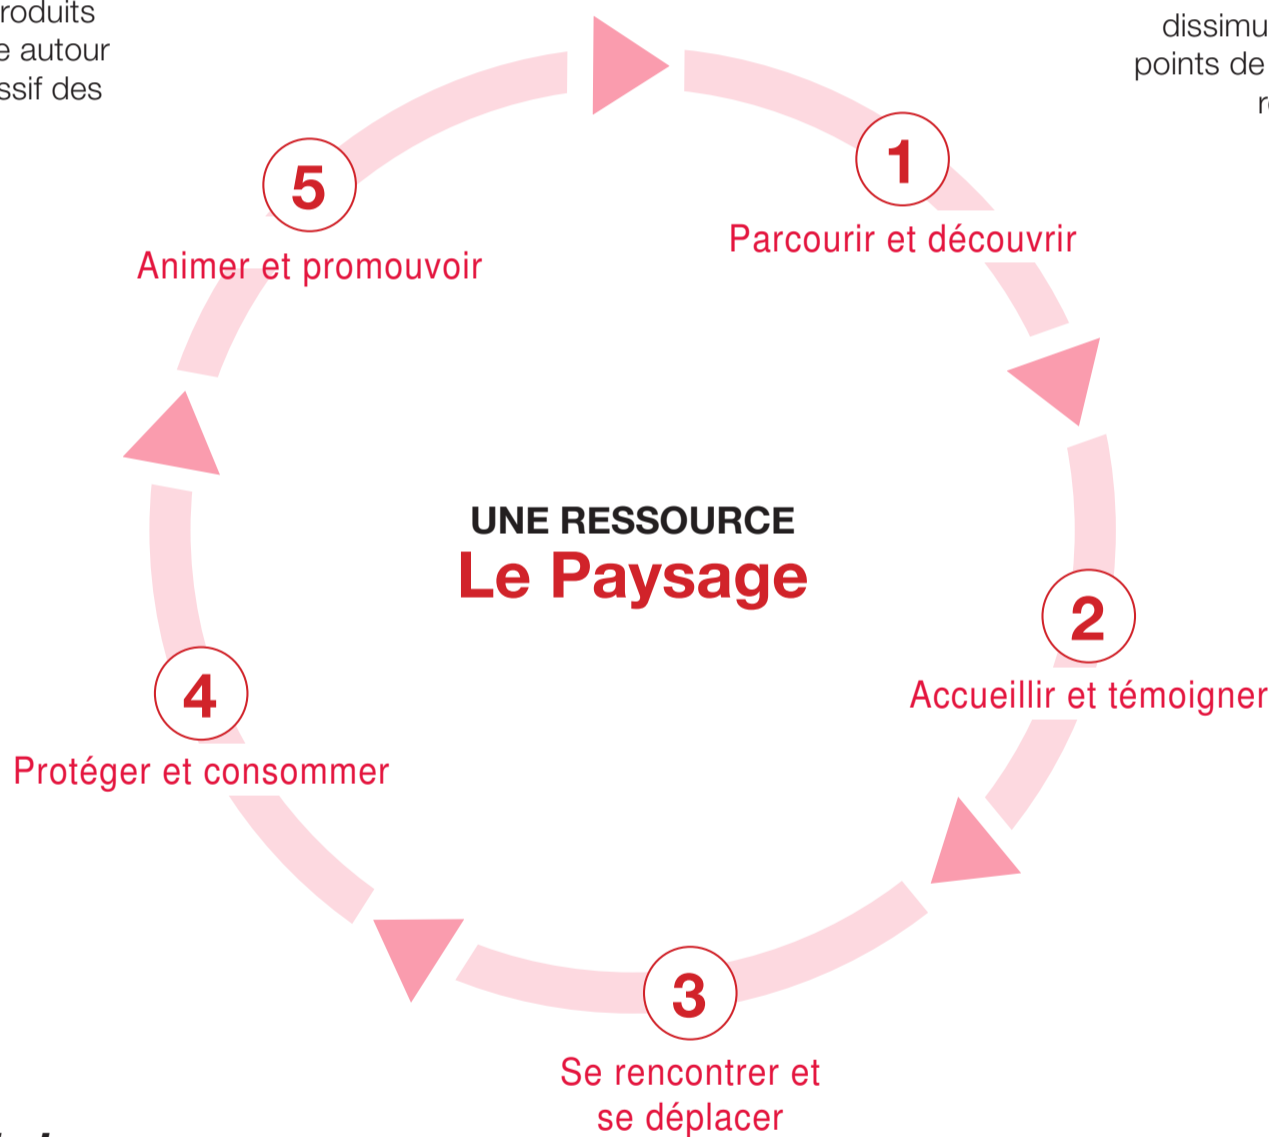 roduits
e autour
ssif des
dissimu
points de
1
Parcourir et découvrir
5
Animer et promouvoir
UNE RESSOURCE
Le Paysage
2
Accueillir et témoigner
4
Protéger et consommer
3
Se rencontrer et
se déplacer